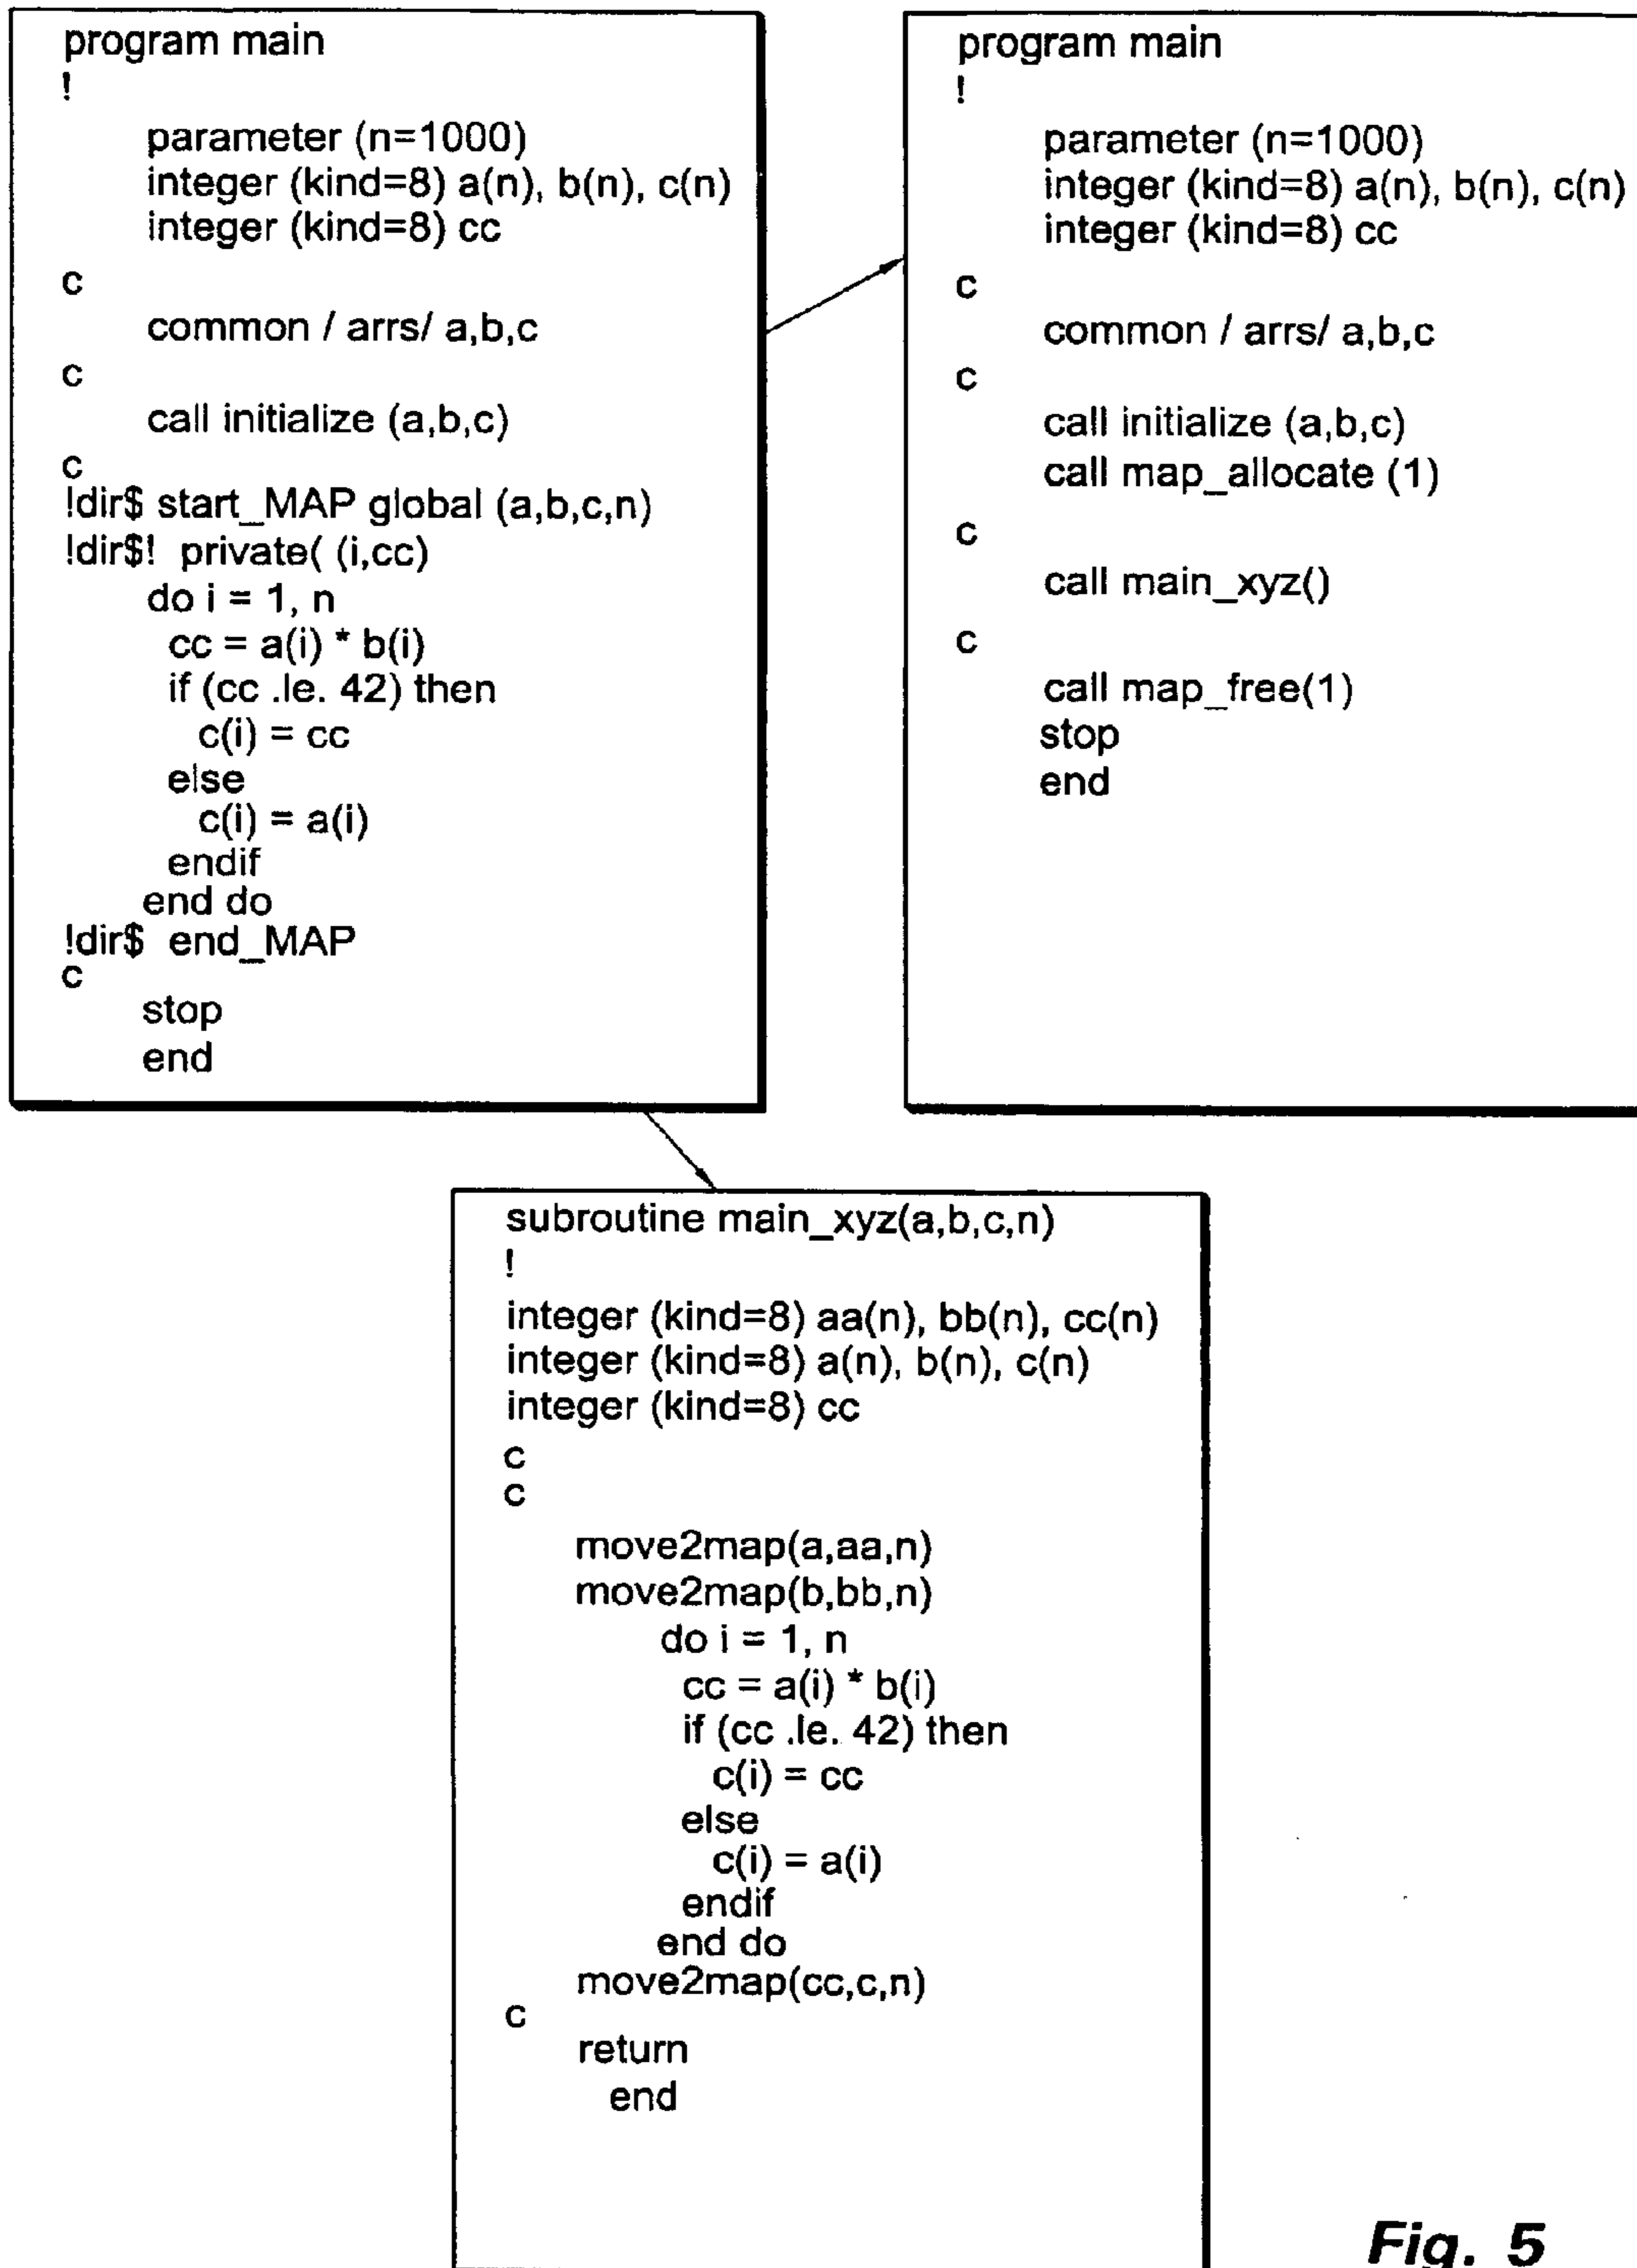 program main
!
parameter (n=1000)
integer (kind=8) a(n), b(n), c(n)
integer (kind=8) cc
c
common / arrs/ a,b,c
c
call initialize (a,b,c)
c
!dir$ start_MAP global (a,b,c,n)
!dir$! private( (i,cc)
do i = 1, n
cc = a(i) * b(i)
if (cc .le. 42) then
c(i) = cc
else
c(i) = a(i)
endif
end do
!dir$ end_MAP
c
stop
end
program main
!
parameter (n=1000)
integer (kind=8) a(n), b(n), c(n)
integer (kind=8) cc
c
common / arrs/ a,b,c
c
call initialize (a,b,c)
call map_allocate (1)
c
call main_xyz()
c
call map_free(1)
stop
end
subroutine main_xyz(a,b,c,n)
!
integer (kind=8) aa(n), bb(n), cc(n)
integer (kind=8) a(n), b(n), c(n)
integer (kind=8) cc
c
c
move2map(a,aa,n)
move2map(b,bb,n)
do i = 1, n
cc = a(i) * b(i)
if (cc .le. 42) then
c(i) = cc
else
c(i) = a(i)
endif
end do
move2map(cc,c,n)
c
return
end
Fig. 5